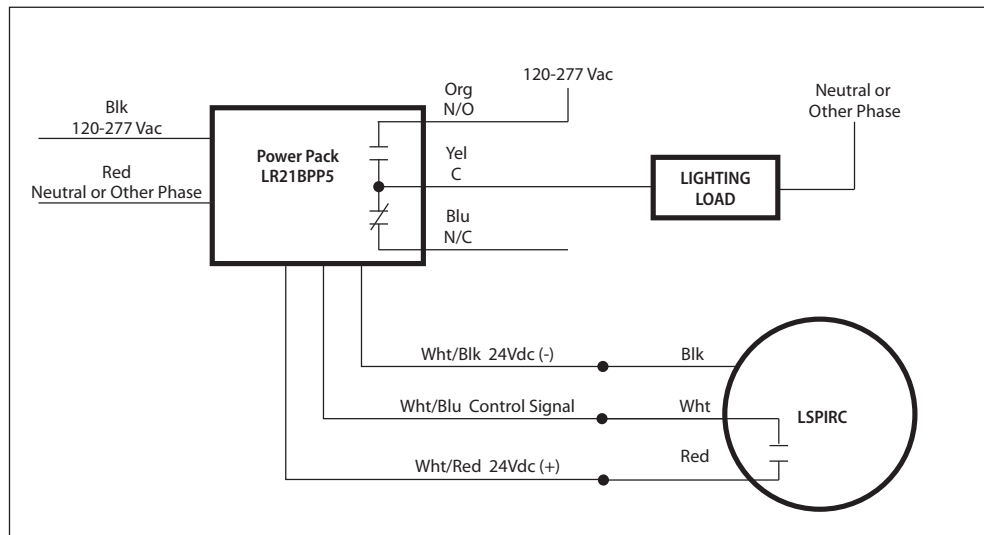 120-277 Vac
Org
N/O
Neutral or
Other Phase
Blk
120-277 Vac
Power Pack
LR21BPP5
Yel
C
Red
Neutral or Other Phase
LIGHTING
LOAD
Blu
N/C
Wht/Blk 24Vdc (-)
Blk
Wht/Blu Control Signal
Wht
LSPIRC
Wht/Red 24Vdc (+)
Red